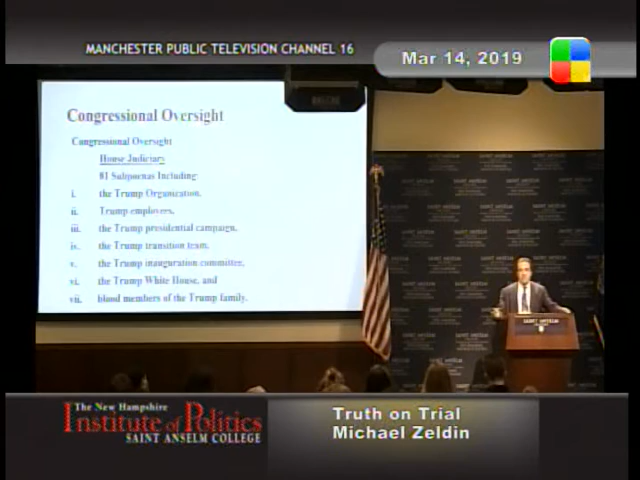 MANCHESTER PUBLIC TELEVISION CHANNEL 16
Mar 14, 2019
Congressional Oversight
Congressional Oversight
House Judiciary
81 Subpoenas Including
i. the Trump Organization,
ii. Trump employees,
iii. the Trump presidential campaign,
iv. the Trump transition team,
v. the Trump inauguration committee,
vi. the Trump White House, and
vii. blood members of the Trump family.
SAINT ANSELM
The New Hampshire
Institute of Politics
SAINT ANSELM COLLEGE
Truth on Trial
Michael Zeldin